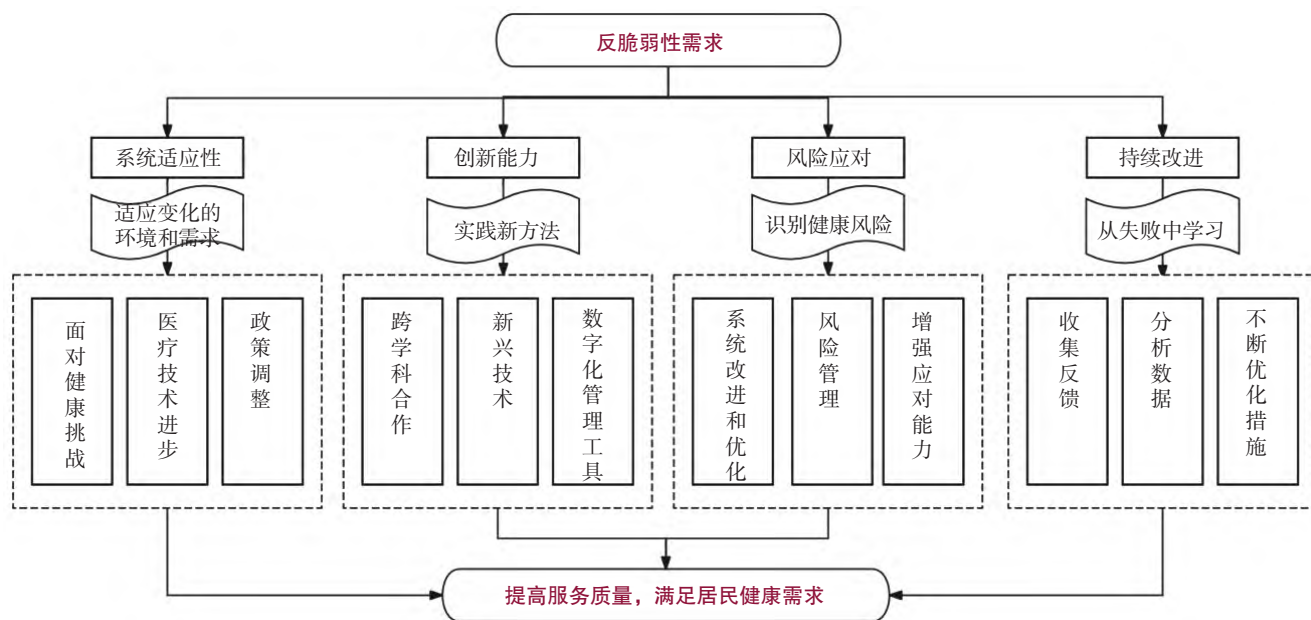 反脆弱性需求
系统适应性
创新能力
风险应对
持续改进
适应变化的
环境和需求
实践新方法
识别健康风险
从失败中学习
面对健康挑战
医疗技术进步
政策调整
跨学科合作
新兴技术
数字化管理工具
系统改进和优化
风险管理
增强应对能力
收集反馈
分析数据
不断优化措施
提高服务质量，满足居民健康需求